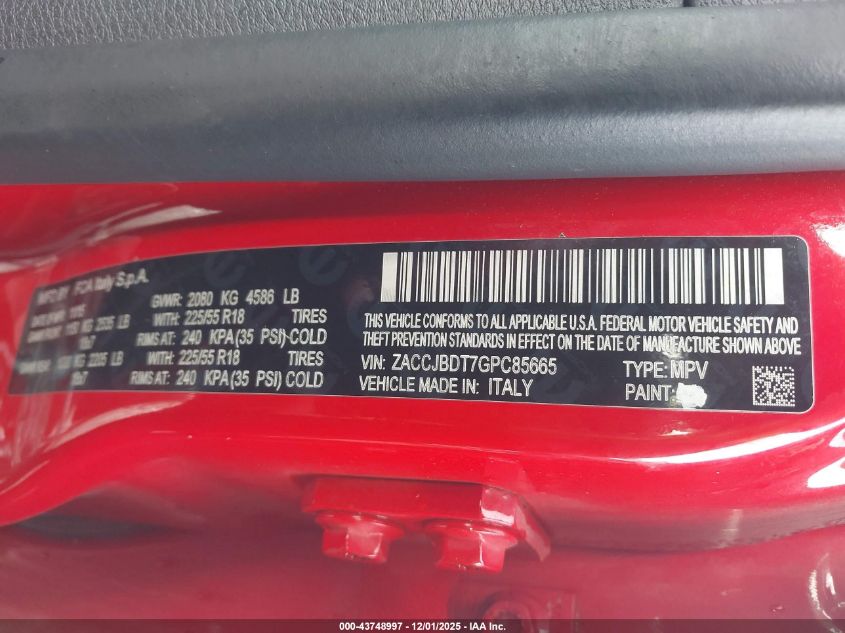 MFD BY FCA Italy S.p.A.
GVWR: 2080 KG 4586 LB
WITH: 225/55 R18 TIRES
RIMS AT: 240 KPA (35 PSI) COLD
LB WITH: 225/55 R18 TIRES
RIMS AT: 240 KPA (35 PSI) COLD
THIS VEHICLE CONFORMS TO ALL APPLICABLE U.S.A. FEDERAL MOTOR VEHICLE SAFETY AND
THEFT PREVENTION STANDARDS IN EFFECT ON THE DATE OF MANUFACTURE SHOWN ABOVE
VIN: ZACCJBDT7GPC85665 TYPE: MPV
VEHICLE MADE IN: ITALY PAINT:
000-43748997 - 12/01/2025 - IAA Inc.